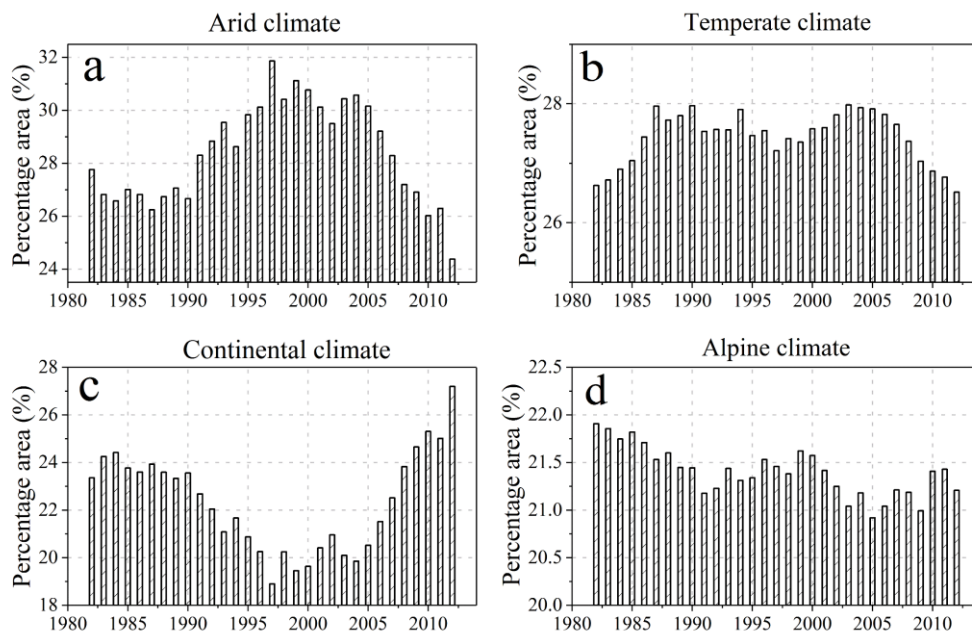 Arid climate
a
Percentage area (%)
32
30
28
26
24
1980 1985 1990 1995 2000 2005 2010
Temperate climate
b
Percentage area (%)
28
26
1980 1985 1990 1995 2000 2005 2010
Continental climate
c
Percentage area (%)
28
26
24
22
20
18
1980 1985 1990 1995 2000 2005 2010
Alpine climate
d
Percentage area (%)
22.5
22.0
21.5
21.0
20.5
20.0
1980 1985 1990 1995 2000 2005 2010